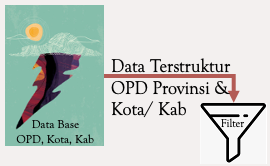 Data Terstruktur
OPD Provinsi &
Kota/ Kab
Data Base
OPD, Kota, Kab
Filter